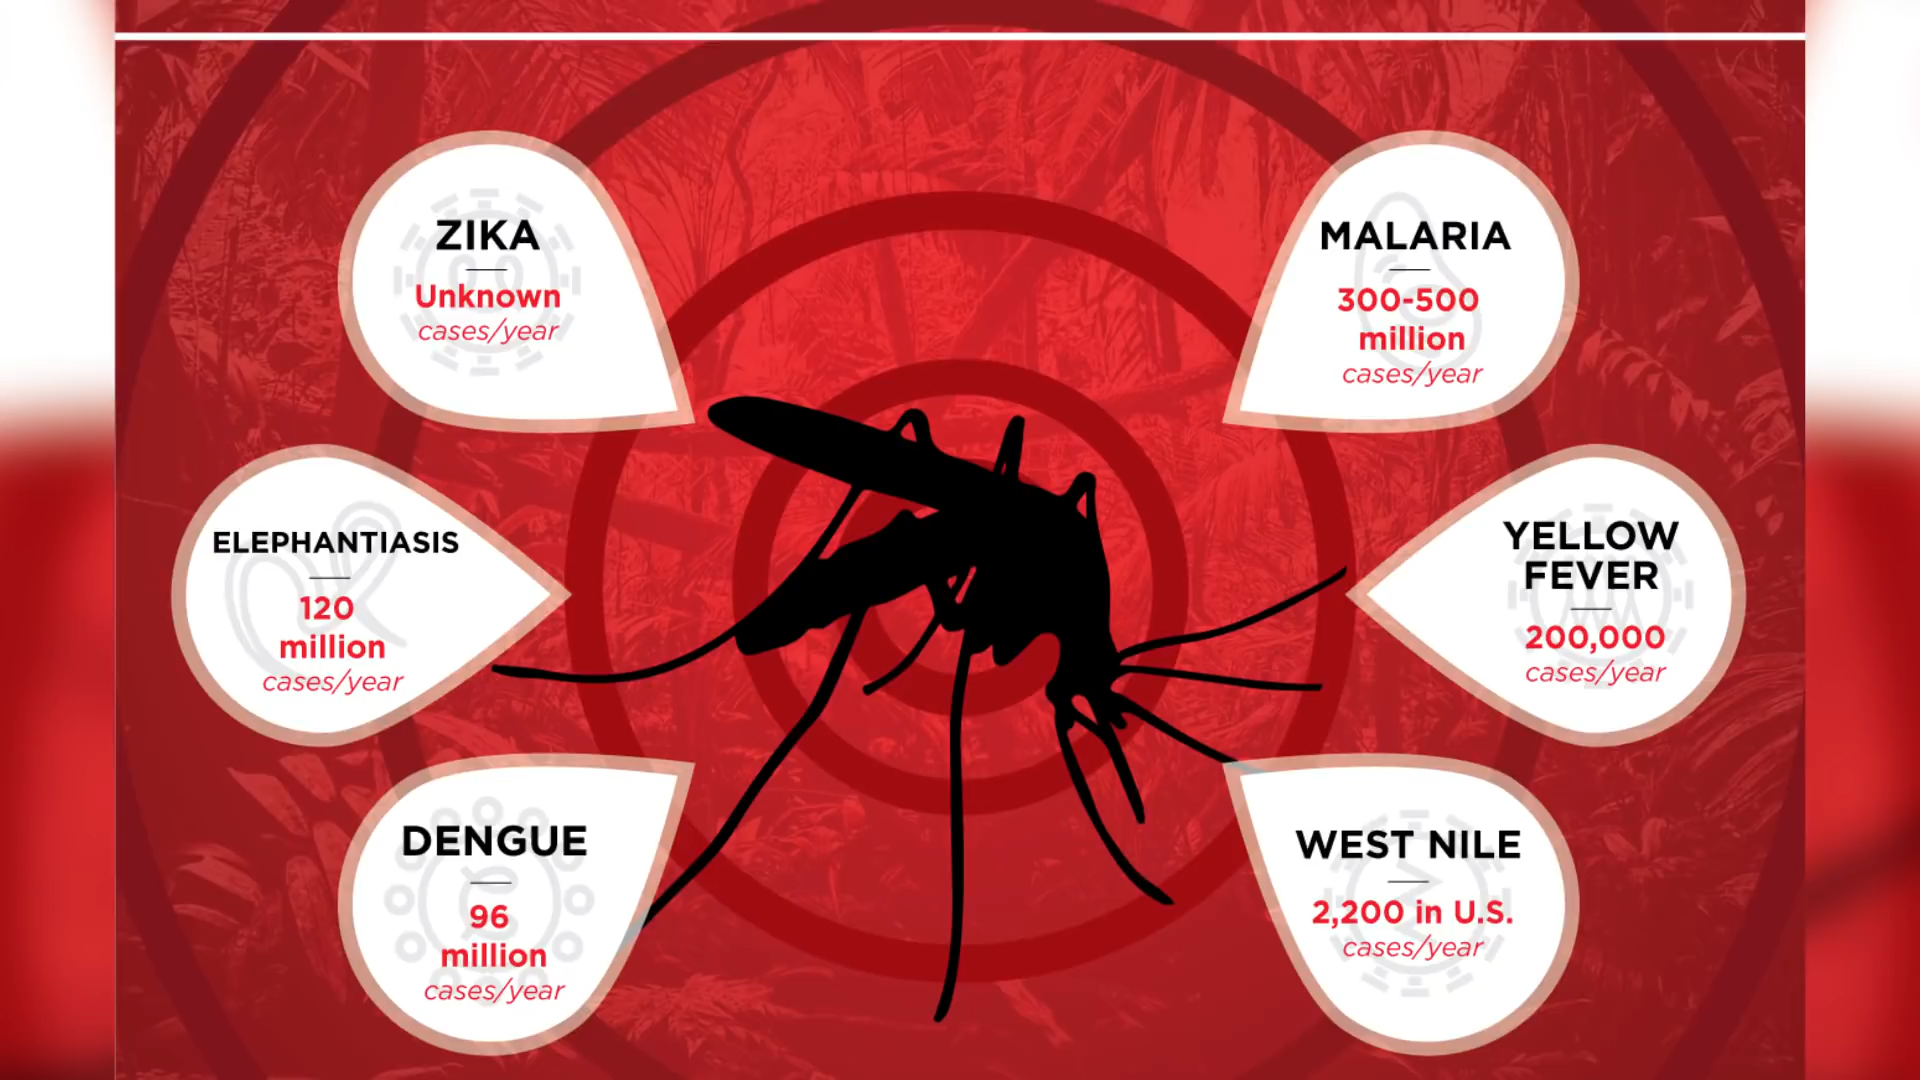 ZIKA
Unknown
cases/year
MALARIA
300-500
million
cases/year
ELEPHANTIASIS
120
million
cases/year
YELLOW
FEVER
200,000
cases/year
DENGUE
96
million
cases/year
WEST NILE
2,200 in U.S.
cases/year